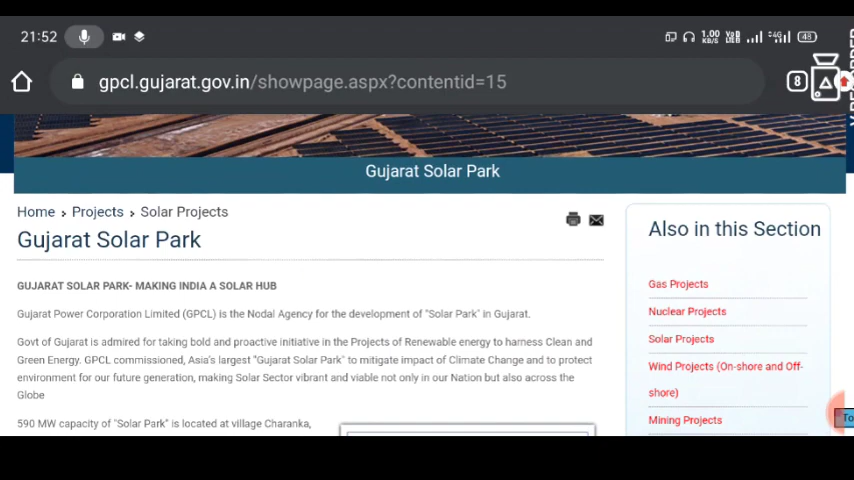 21:52
1.00 KB/S
4G
48
gpcl.gujarat.gov.in/showpage.aspx?contentid=15
8
Gujarat Solar Park
Home › Projects › Solar Projects
Gujarat Solar Park
GUJARAT SOLAR PARK- MAKING INDIA A SOLAR HUB
Gujarat Power Corporation Limited (GPCL) is the Nodal Agency for the development of "Solar Park" in Gujarat.
Govt of Gujarat is admired for taking bold and proactive initiative in the Projects of Renewable energy to harness Clean and
Green Energy. GPCL commissioned, Asia's largest "Gujarat Solar Park" to mitigate impact of Climate Change and to protect
environment for our future generation, making Solar Sector vibrant and viable not only in our Nation but also across the
Globe
590 MW capacity of "Solar Park" is located at village Charanka,
Also in this Section
Gas Projects
Nuclear Projects
Solar Projects
Wind Projects (On-shore and Off-
shore)
Mining Projects
To